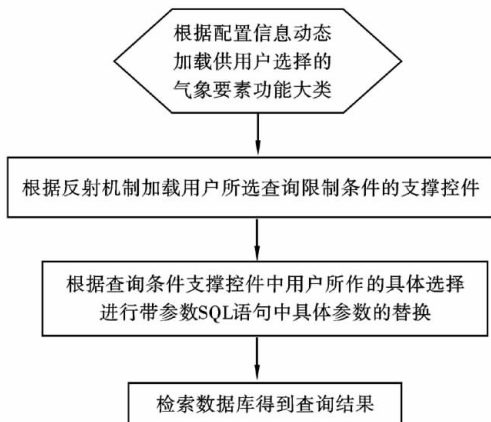 根据配置信息动态
加载供用户选择的
气象要素功能大类
根据反射机制加载用户所选查询限制条件的支撑控件
根据查询条件支撑控件中用户所作的具体选择
进行带参数SQL语句中具体参数的替换
检索数据库得到查询结果